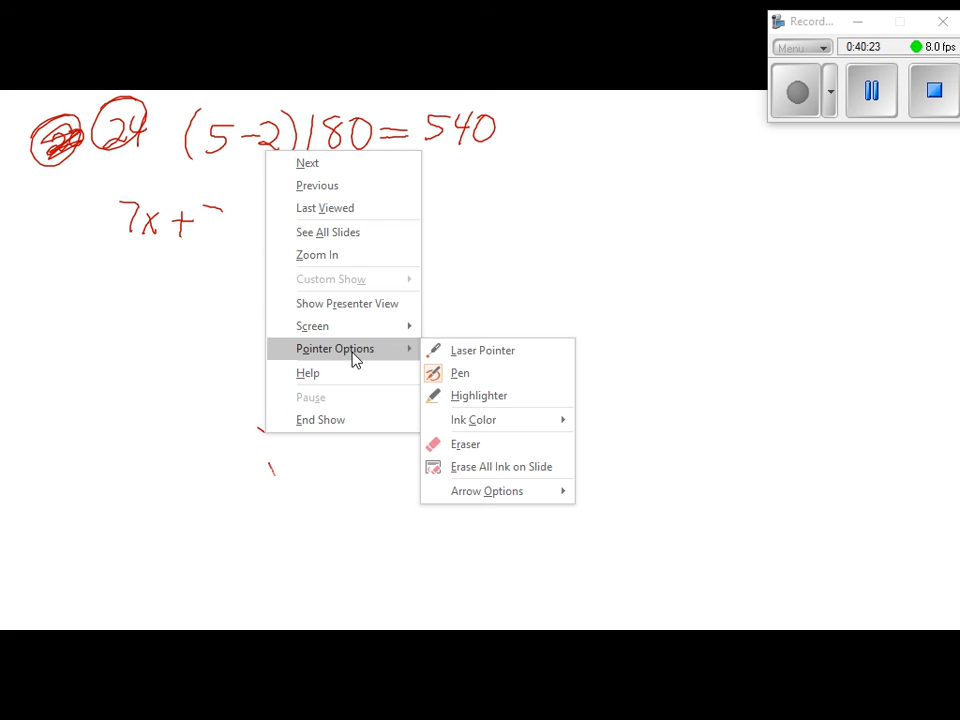 Record...
Menu
0:40:23
8.0 fps
24 (5-2)180=540
7x+
Next
Previous
Last Viewed
See All Slides
Zoom In
Custom Show
Show Presenter View
Screen
Pointer Options
Help
Pause
End Show
Laser Pointer
Pen
Highlighter
Ink Color
Eraser
Erase All Ink on Slide
Arrow Options